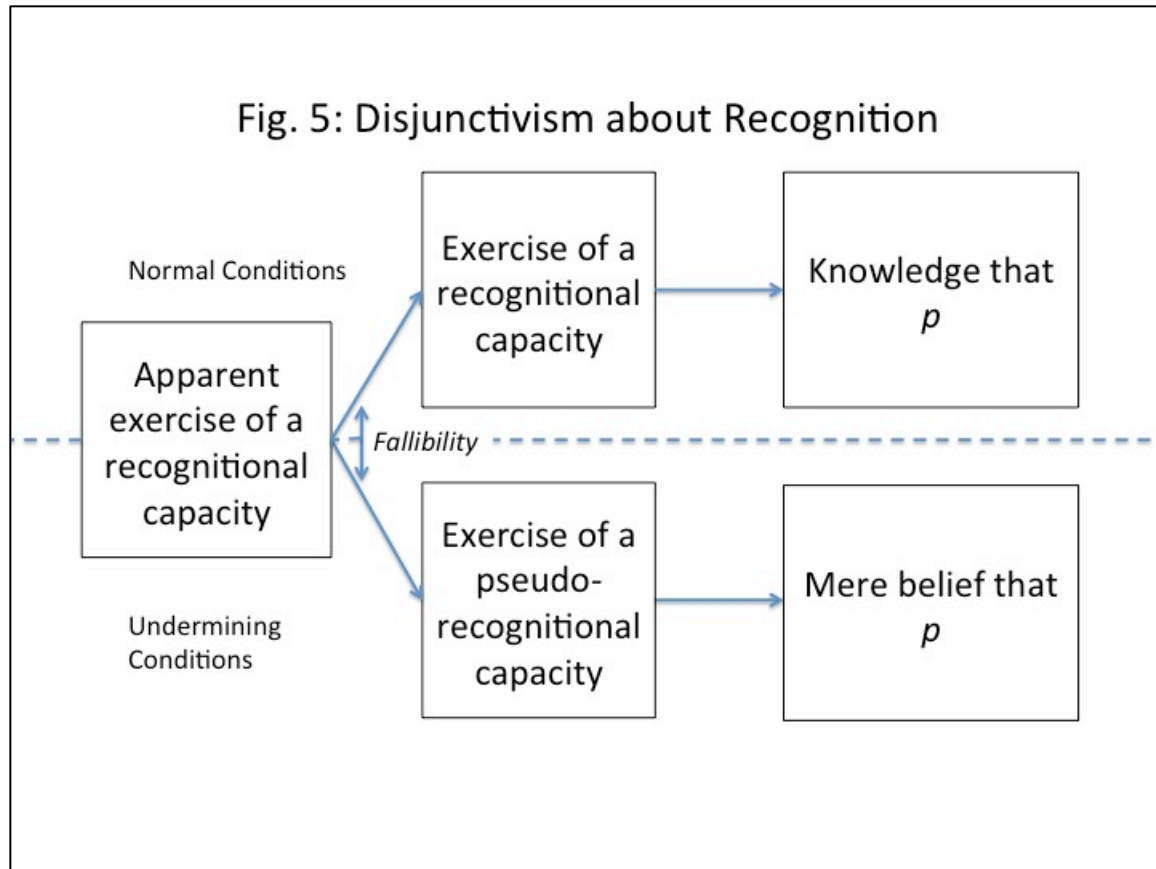 Fig. 5: Disjunctivism about Recognition
Normal Conditions
Apparent
exercise of a
recognitional
capacity
Undermining
Conditions
Fallibility
Exercise of a
recognitional
capacity
Knowledge that
p
Exercise of a
pseudo-
recognitional
capacity
Mere belief that
p